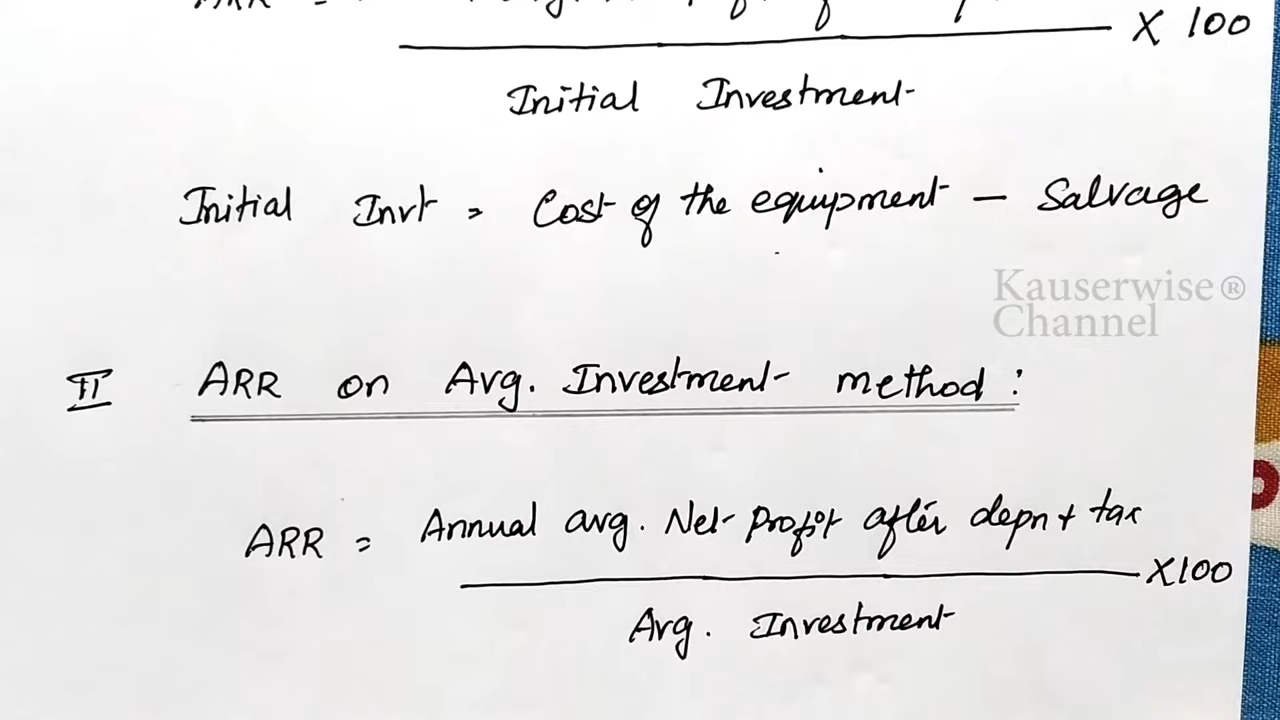 X 100
Initial Investment
Initial Invt = Cost of the equipment — Salvage
Kauserwise®
Channel
II ARR on Avg. Investment method :
ARR = Annual avg. Net Profit after depn + tax
X100
Avg. Investment